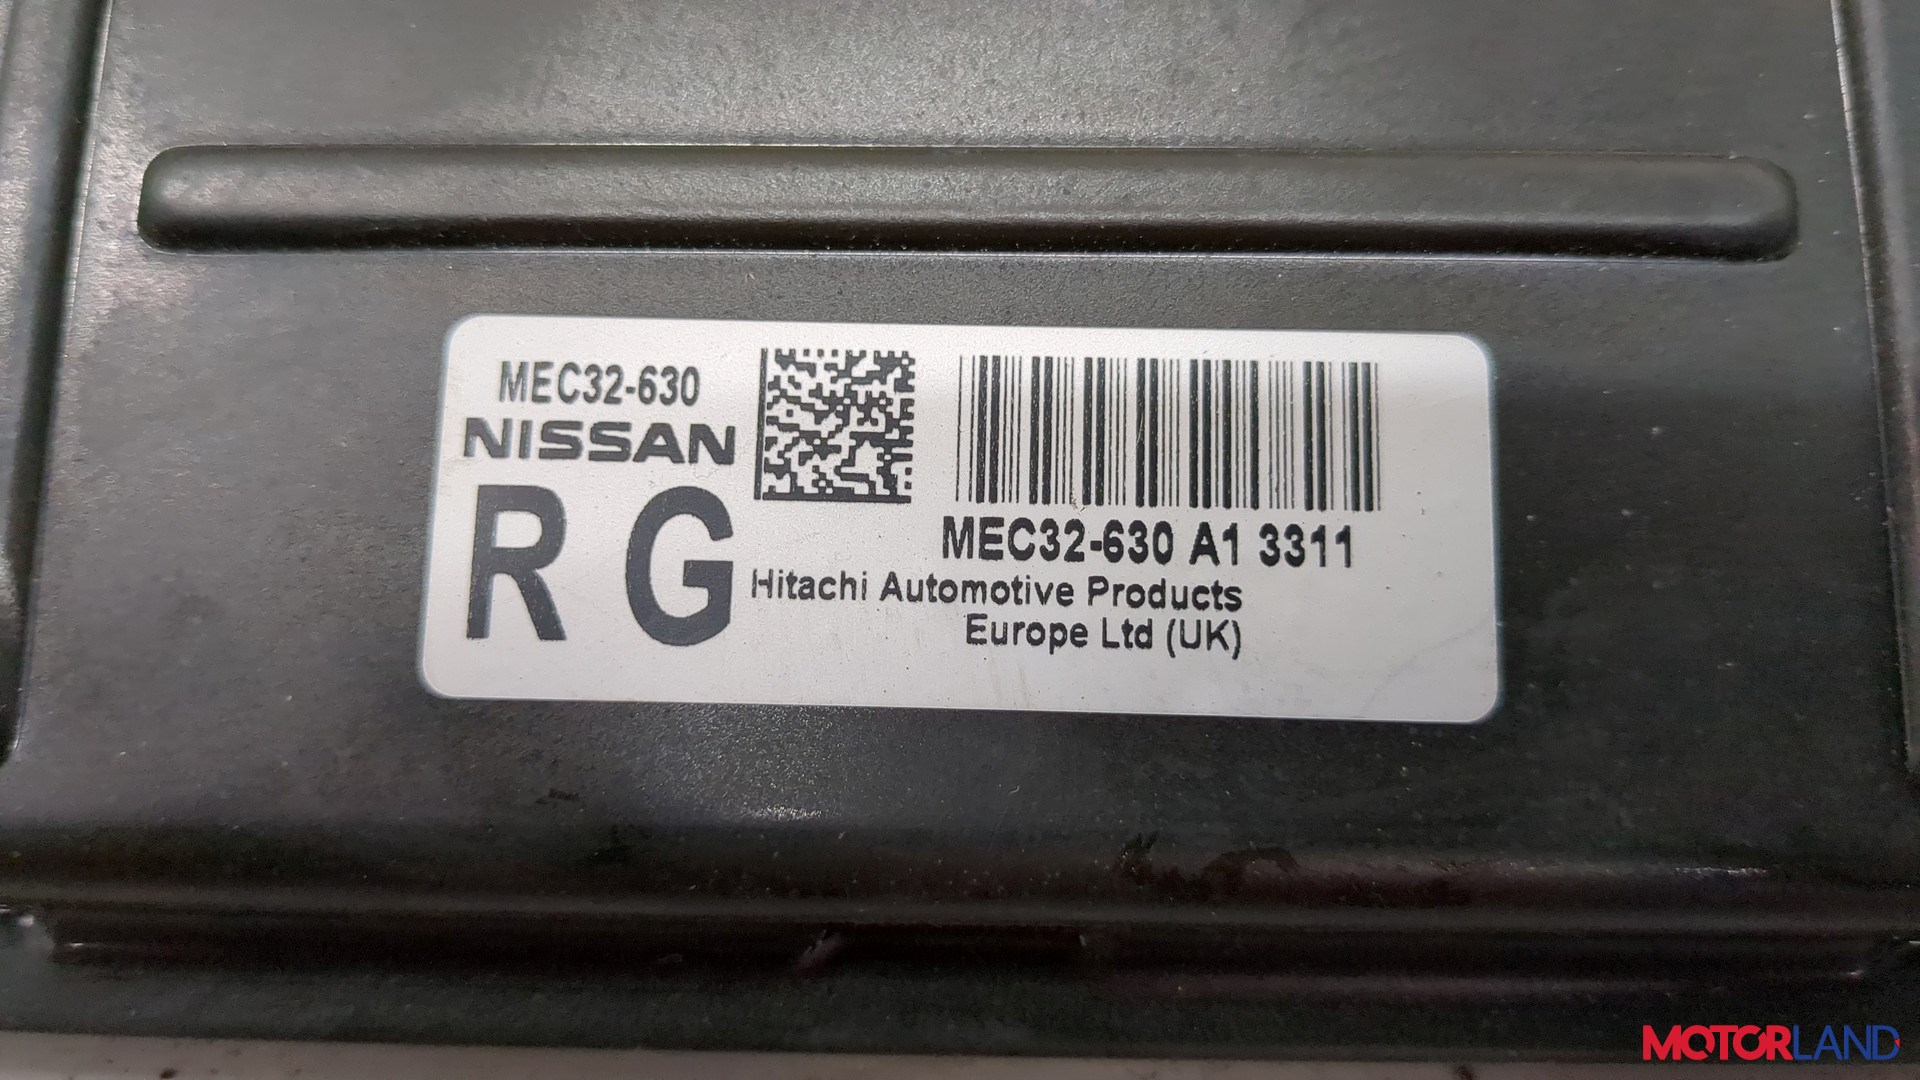 MEC32-630
NISSAN
R G
MEC32-630 A1 3311
Hitachi Automotive Products
Europe Ltd (UK)
MOTORLAND